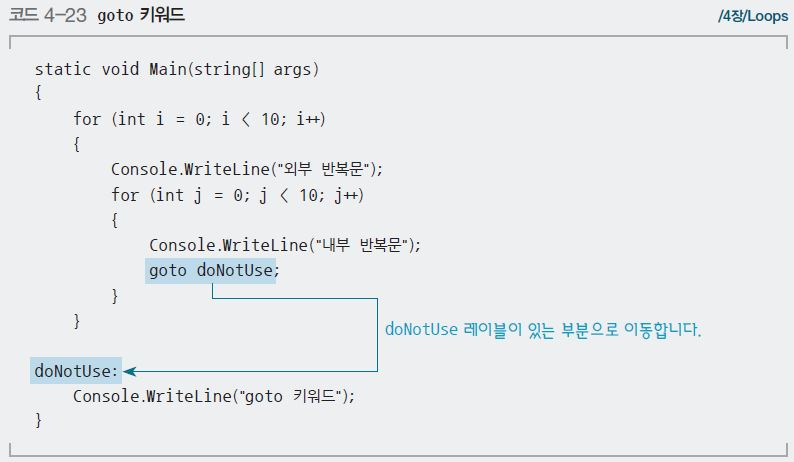 코드 4-23 goto 키워드
/4장/Loops
static void Main(string[] args)
{
for (int i = 0; i < 10; i++)
{
Console.WriteLine("외부 반복문");
for (int j = 0; j < 10; j++)
{
Console.WriteLine("내부 반복문");
goto doNotUse;
}
}
doNotUse 레이블이 있는 부분으로 이동합니다.
doNotUse:
Console.WriteLine("goto 키워드");
}